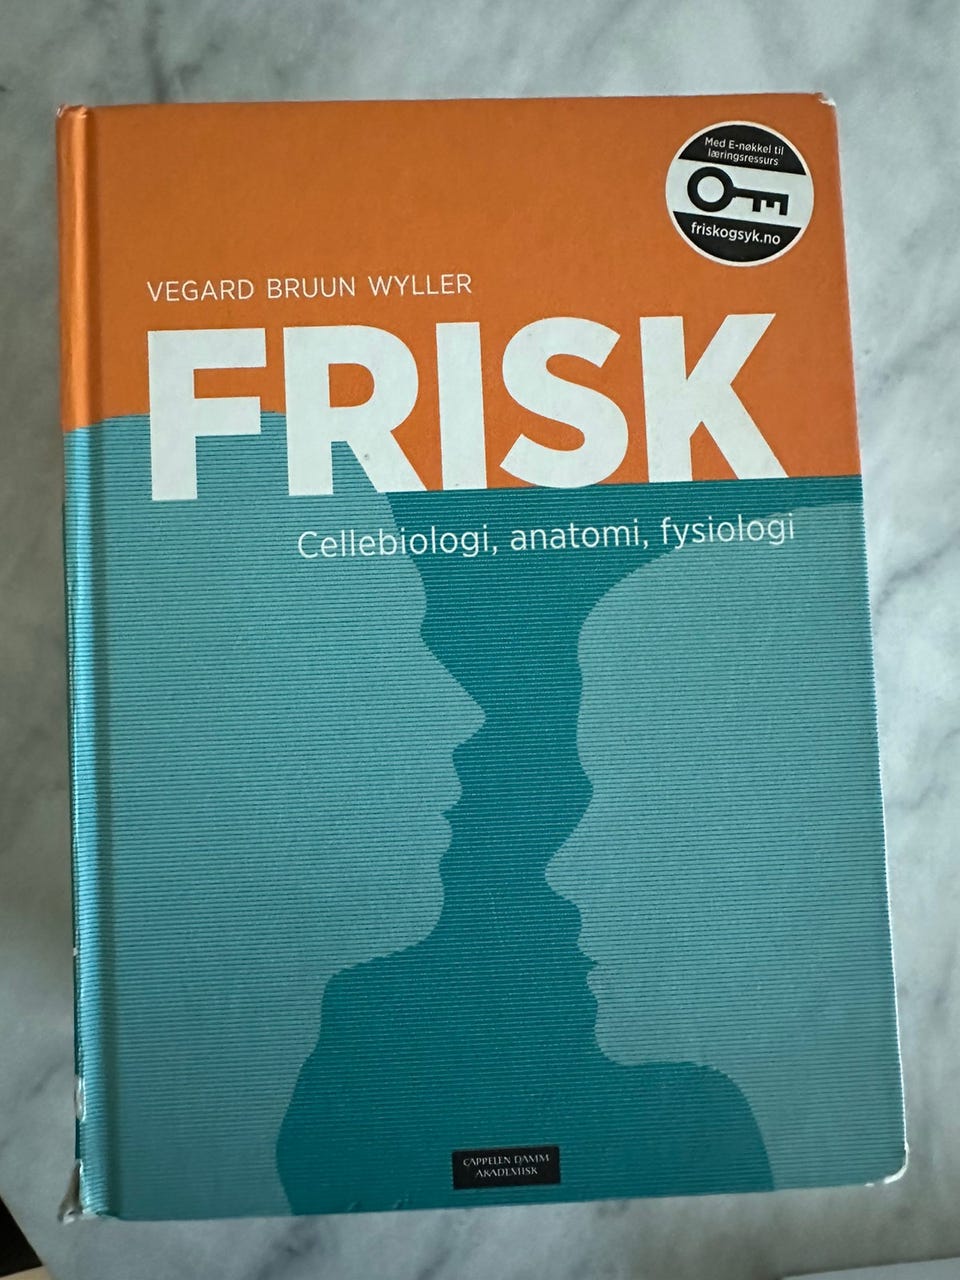 Med E-nøkkel til
læringsressurs
friskogsyk.no
VEGARD BRUUN WYLLER
FRISK
Cellebiologi, anatomi, fysiologi
CAPPELEN DAMM
AKADEMISK